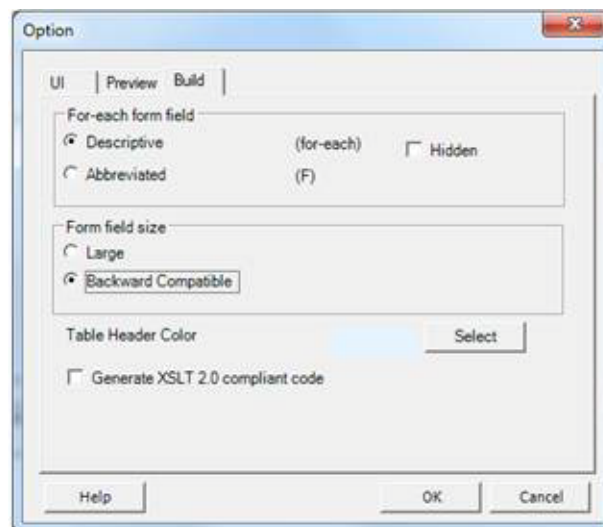 Option
UI Preview Build
For-each form field
Descriptive (for-each) Hidden
Abbreviated (F)
Form field size
Large
Backward Compatible
Table Header Color Select
Generate XSLT 2.0 compliant code
Help OK Cancel